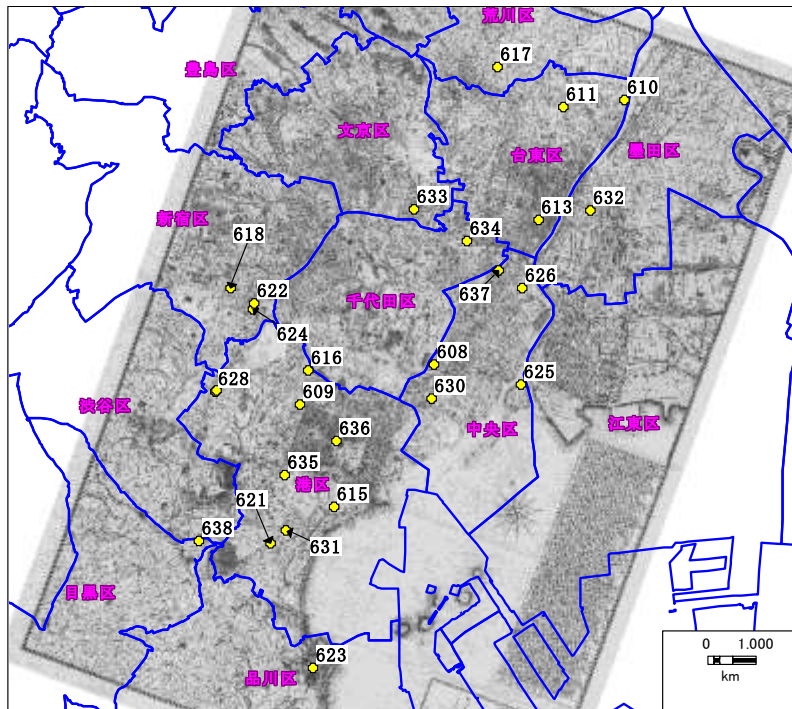 荒川区
617
豊島区
611
610
文京区
台東区
墨田区
633
632
新宿区
613
634
618
637
626
622
千代田区
624
616
608
628
625
609
630
渋谷区
中央区
江東区
636
635
港区
621
615
638
631
目黒区
623
品川区
0 1,000
km